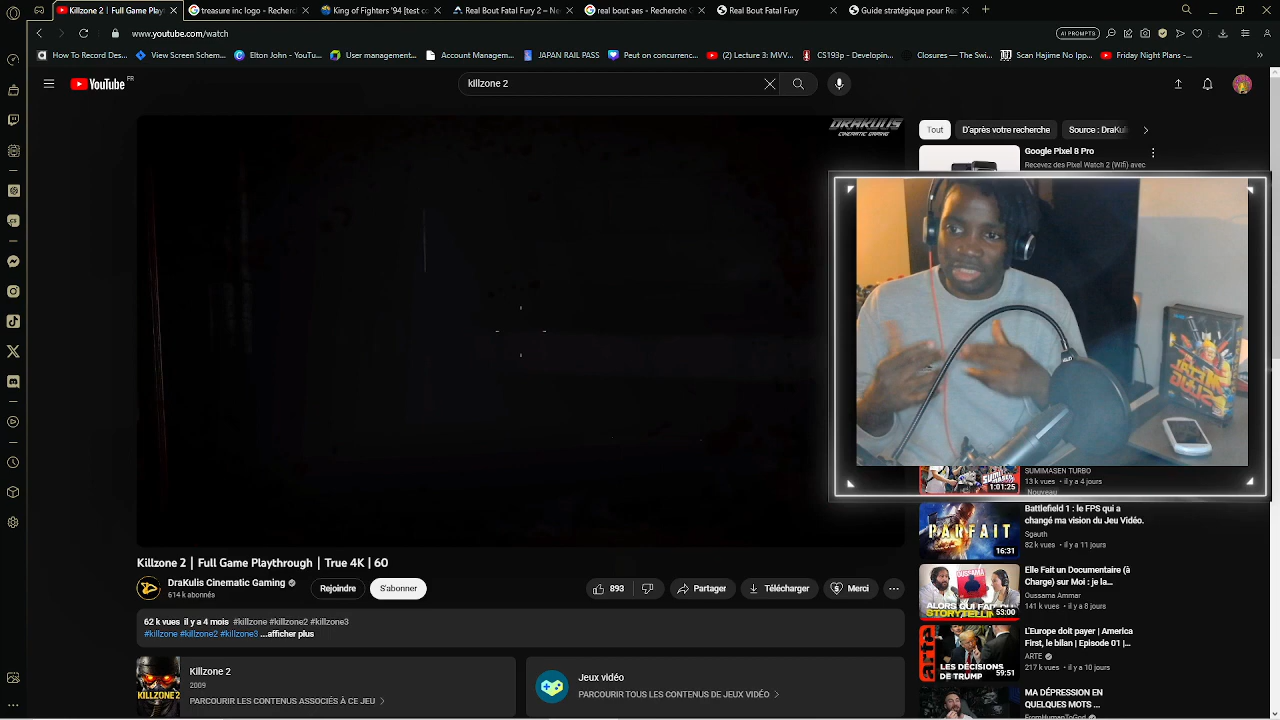 Killzone 2 | Full Game Play
treasure inc logo - Recherc
King of Fighters '94 [test co
Real Bout Fatal Fury 2 – Ne
real bout aes - Recherche G
Real Bout Fatal Fury
Guide stratégique pour Rea
www.youtube.com/watch
AI PROMPTS
To Record Des...
View Screen Schem...
Elton John - YouTu...
User management...
Account Managem...
JAPAN RAIL PASS
Peut on concurrenc...
(2) Lecture 3: MVV...
CS193p - Developin...
Closures — The Swi...
Scan Hajime No Ipp...
Friday Night Plans -...
YouTube FR
killzone 2
DRAKULIS
CINEMATIC GAMING
Tout
D'après votre recherche
Source : DraKul
Google Pixel 8 Pro
Recevez des Pixel Watch 2 (Wifi) avec
SUMIMASEN TURBO
13 k vues • il y a 4 jours
Nouveau
1:01:25
Battlefield 1 : le FPS qui a
changé ma vision du Jeu Vidéo.
Sgauth
82 k vues • il y a 11 jours
PARFAIT
16:31
Killzone 2 | Full Game Playthrough | True 4K | 60
DraKulis Cinematic Gaming
614 k abonnés
Rejoindre
S'abonner
893
Partager
Télécharger
Merci
Elle Fait un Documentaire (à
Charge) sur Moi : je la...
Oussama Ammar
141 k vues • il y a 8 jours
ALORS QUI FAIT DU
STORYTELLIN
53:00
62 k vues il y a 4 mois #killzone #killzone2 #killzone3
#killzone #killzone2 #killzone3 ...afficher plus
L'Europe doit payer | America
First, le bilan | Episode 01 |...
ARTE
217 k vues • il y a 10 jours
arte
LES DÉCISIONS
DE TRUMP
59:51
Killzone 2
2009
PARCOURIR LES CONTENUS ASSOCIÉS À CE JEU
KILLZONE2
Jeux vidéo
PARCOURIR TOUS LES CONTENUS DE JEUX VIDÉO
MA DÉPRESSION EN
QUELQUES MOTS ...
FromHumanToGod